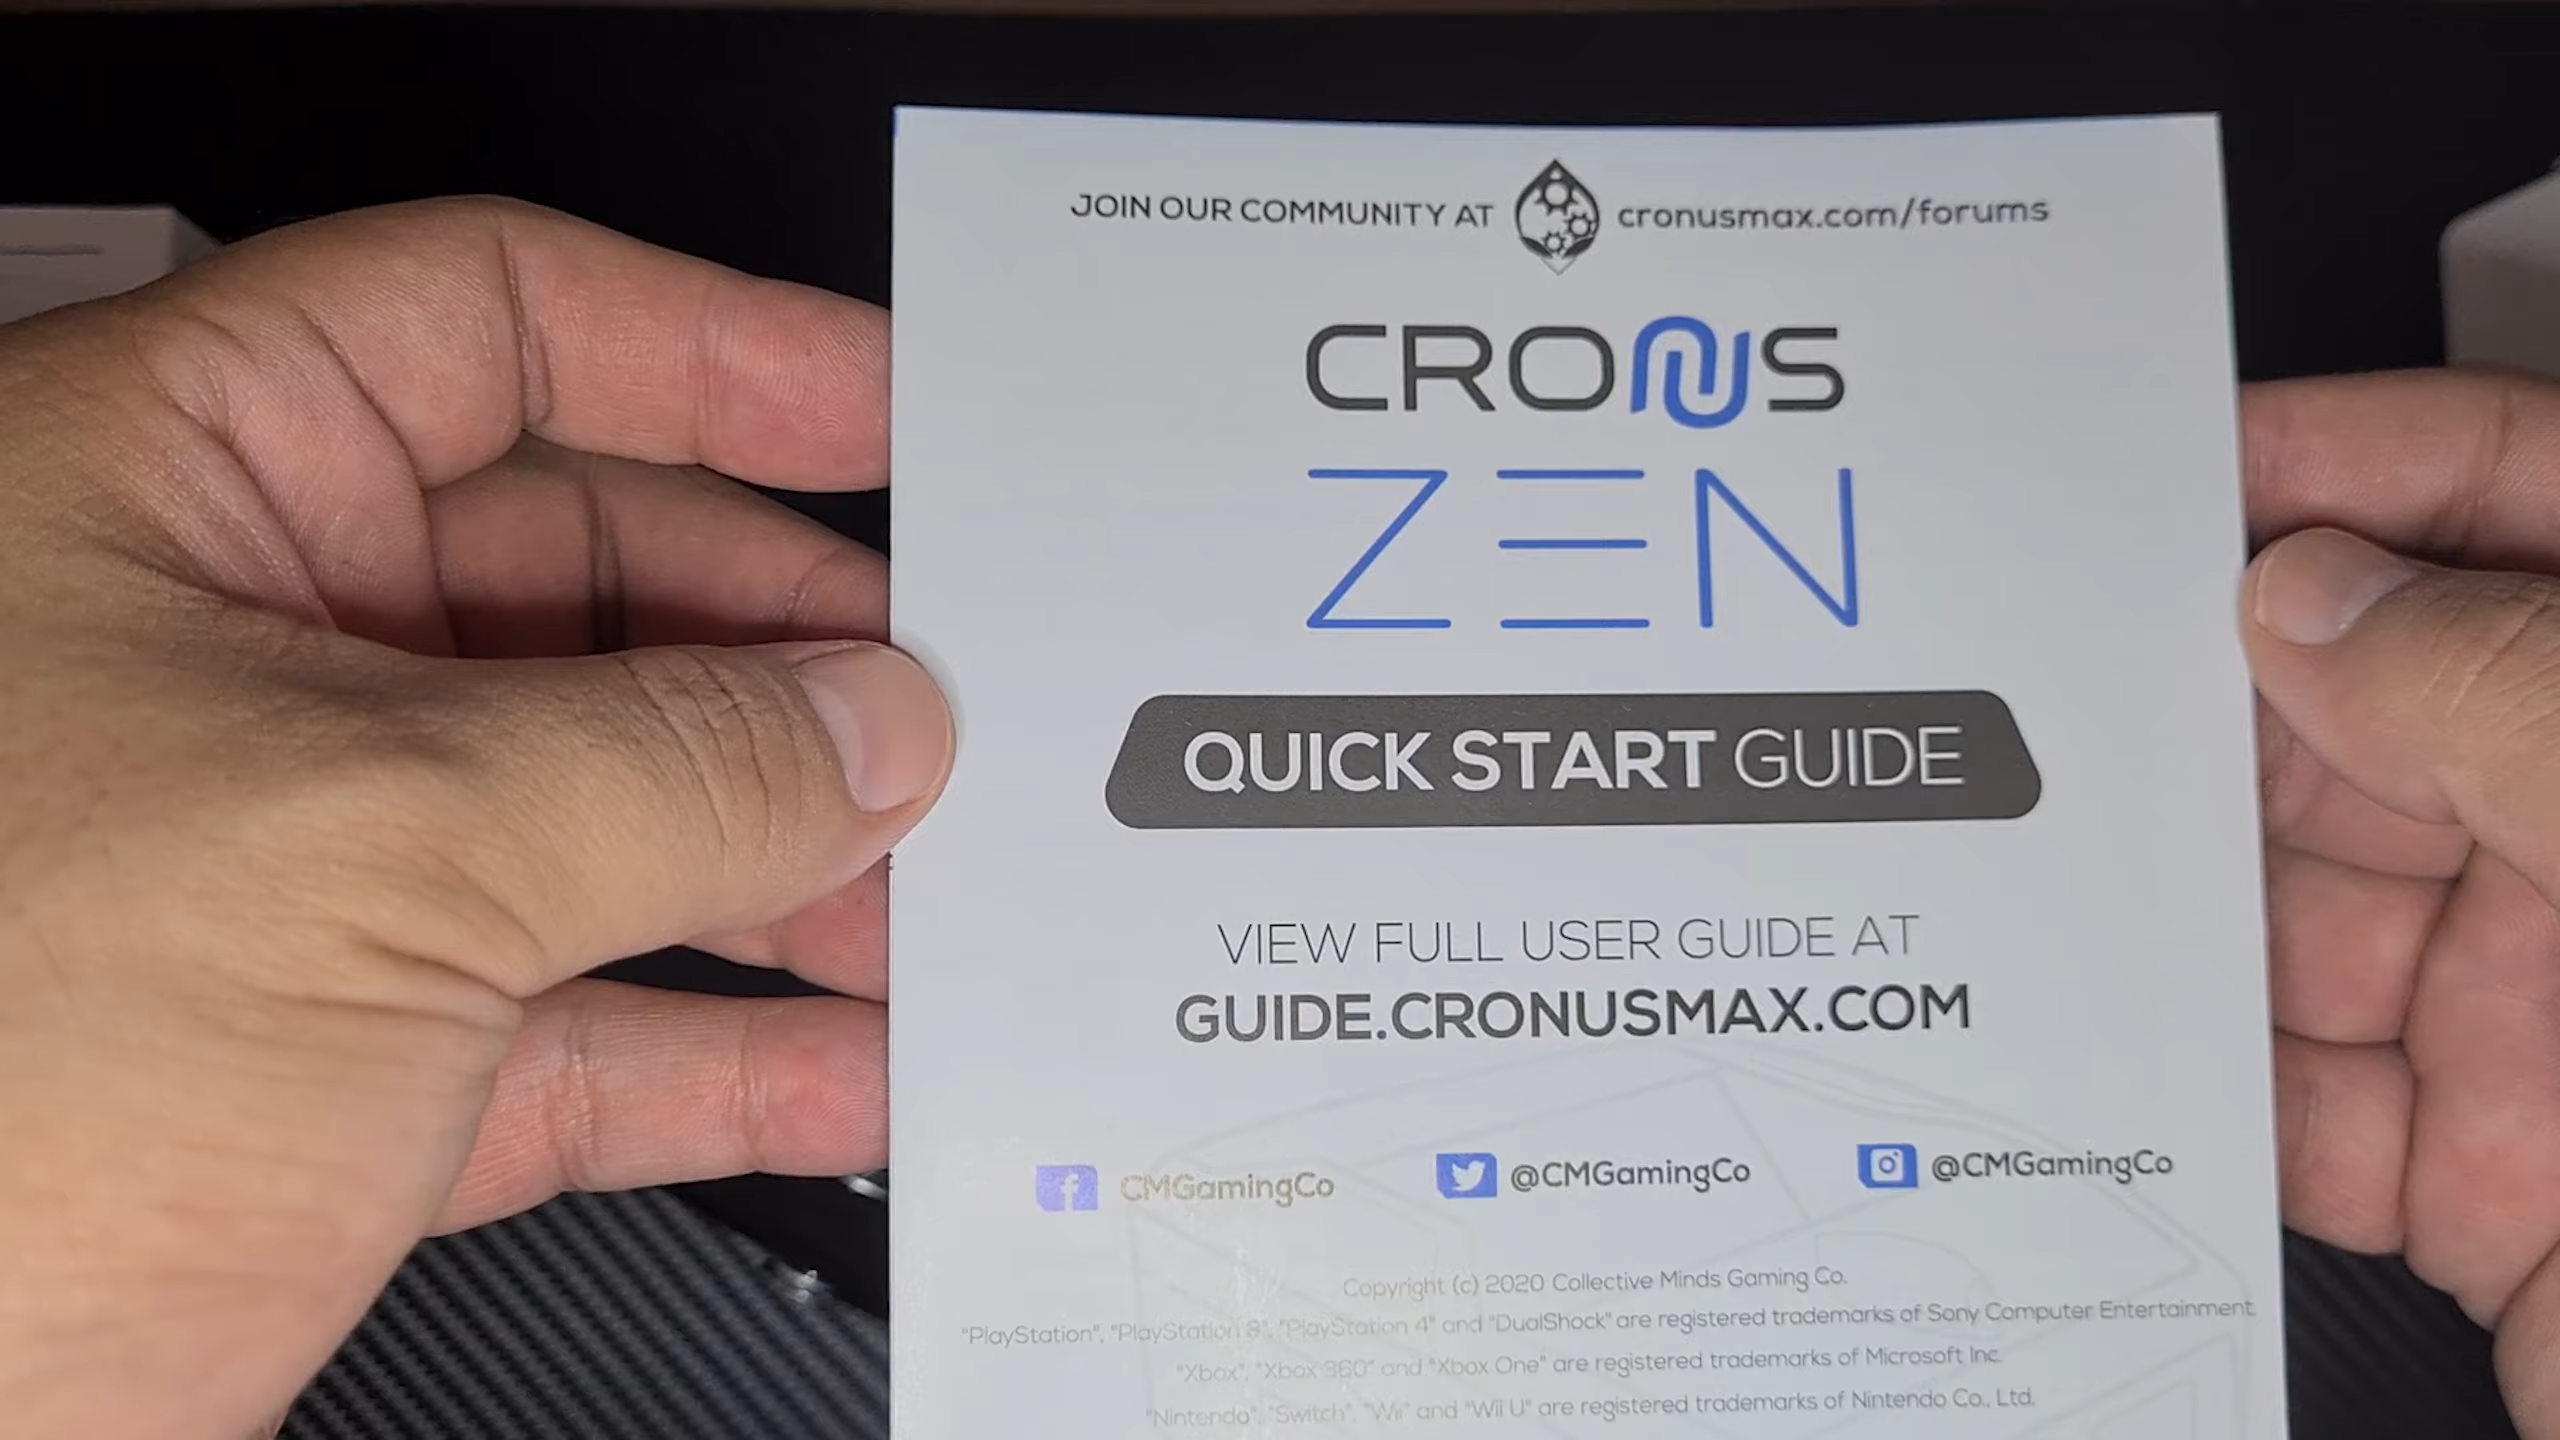 JOIN OUR COMMUNITY AT cronusmax.com/forums
CRONUS
ZEN
QUICK START GUIDE
VIEW FULL USER GUIDE AT
GUIDE.CRONUSMAX.COM
CMGamingCo @CMGamingCo @CMGamingCo
Copyright (c) 2020 Collective Minds Gaming Co.
"PlayStation", "PlayStation 3", "PlayStation 4" and "DualShock" are registered trademarks of Sony Computer Entertainment.
"Xbox", "Xbox 360" and "Xbox One" are registered trademarks of Microsoft Inc.
"Nintendo", "Switch", "Wii" and "Wii U" are registered trademarks of Nintendo Co., Ltd.